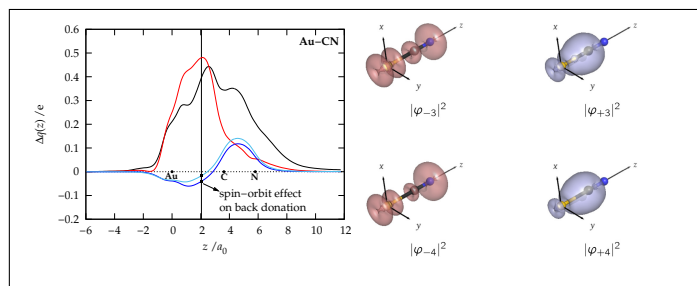 Au−CN
Δq(z) / e
0.6
0.5
0.4
0.3
0.2
0.1
0
−0.1
−0.2
Au
C
N
spin−orbit effect
on back donation
−6 −4 −2 0 2 4 6 8 10 12
z /a₀
x
y
z
|φ₋₃|²
x
y
z
|φ₊₃|²
x
y
z
|φ₋₄|²
x
y
z
|φ₊₄|²